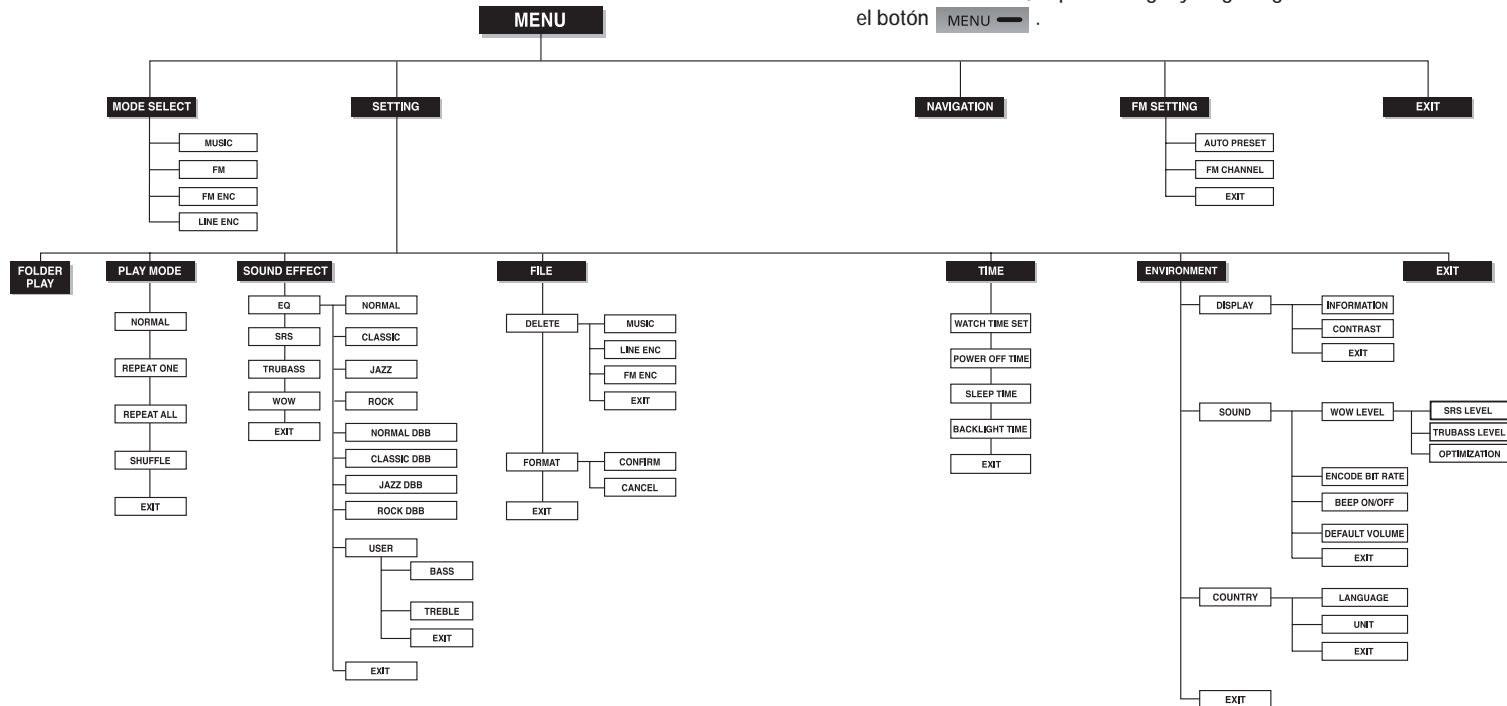 MENU
el botón MENU .
MODE SELECT
MUSIC
FM
FM ENC
LINE ENC
SETTING
NAVIGATION
FM SETTING
AUTO PRESET
FM CHANNEL
EXIT
EXIT
FOLDER
PLAY
PLAY MODE
NORMAL
REPEAT ONE
REPEAT ALL
SHUFFLE
EXIT
SOUND EFFECT
EQ
SRS
TRUBASS
WOW
EXIT
NORMAL
CLASSIC
JAZZ
ROCK
NORMAL DBB
CLASSIC DBB
JAZZ DBB
ROCK DBB
USER
BASS
TREBLE
EXIT
EXIT
FILE
DELETE
MUSIC
LINE ENC
FM ENC
EXIT
FORMAT
CONFIRM
CANCEL
EXIT
TIME
WATCH TIME SET
POWER OFF TIME
SLEEP TIME
BACKLIGHT TIME
EXIT
ENVIRONMENT
DISPLAY
INFORMATION
CONTRAST
EXIT
SOUND
WOW LEVEL
SRS LEVEL
TRUBASS LEVEL
OPTIMIZATION
ENCODE BIT RATE
BEEP ON/OFF
DEFAULT VOLUME
EXIT
COUNTRY
LANGUAGE
UNIT
EXIT
EXIT
EXIT